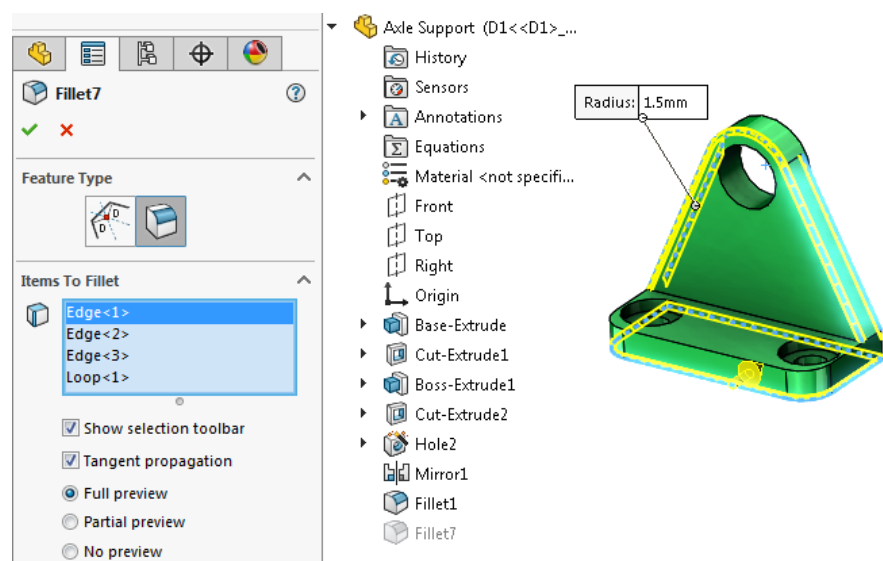 Fillet7
Feature Type
D
D
Items To Fillet
Edge<1>
Edge<2>
Edge<3>
Loop<1>
Show selection toolbar
Tangent propagation
Full preview
Partial preview
No preview
Axle Support (D1<<D1>_...
History
Sensors
A Annotations
Σ Equations
Material <not specifi...
Front
Top
Right
Origin
Base-Extrude
Cut-Extrude1
Boss-Extrude1
Cut-Extrude2
Hole2
Mirror1
Fillet1
Fillet7
Radius: 1.5mm